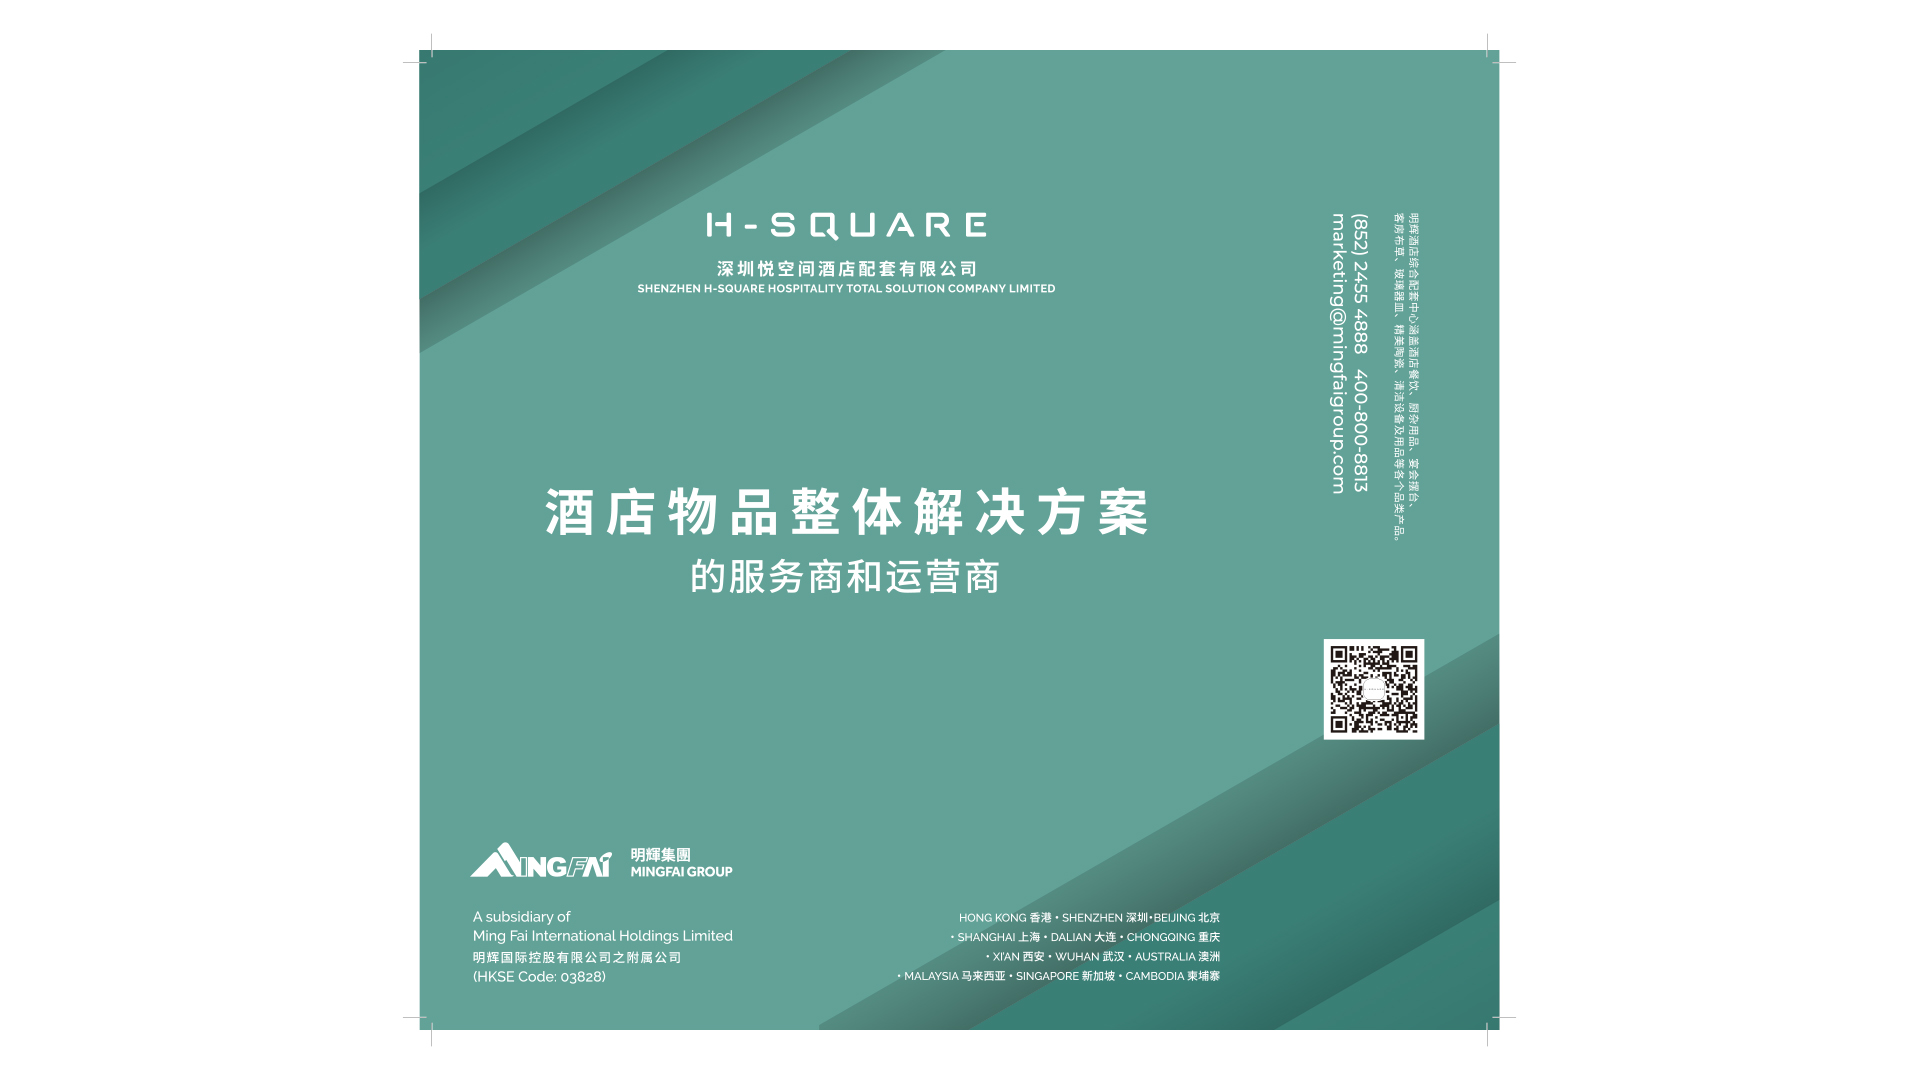 H-SQUARE
深圳悦空间酒店配套有限公司
SHENZHEN H-SQUARE HOSPITALITY TOTAL SOLUTION COMPANY LIMITED
酒店物品整体解决方案
的服务商和运营商
明辉酒店综合配套中心涵盖酒店餐饮、厨杂用品、宴会摆台、
客房布草、玻璃器皿、精美陶瓷、清洁设备及用品等各个品类产品。
(852) 2455 4888 400-800-8813
marketing@mingfaigroup.com
MINGFAI
明輝集團
MINGFAI GROUP
A subsidiary of
Ming Fai International Holdings Limited
明辉国际控股有限公司之附属公司
(HKSE Code: 03828)
HONG KONG 香港 • SHENZHEN 深圳•BEIJING 北京
• SHANGHAI 上海 • DALIAN 大连 • CHONGQING 重庆
• XI'AN 西安 • WUHAN 武汉 • AUSTRALIA 澳洲
• MALAYSIA 马来西亚 • SINGAPORE 新加坡 • CAMBODIA 柬埔寨